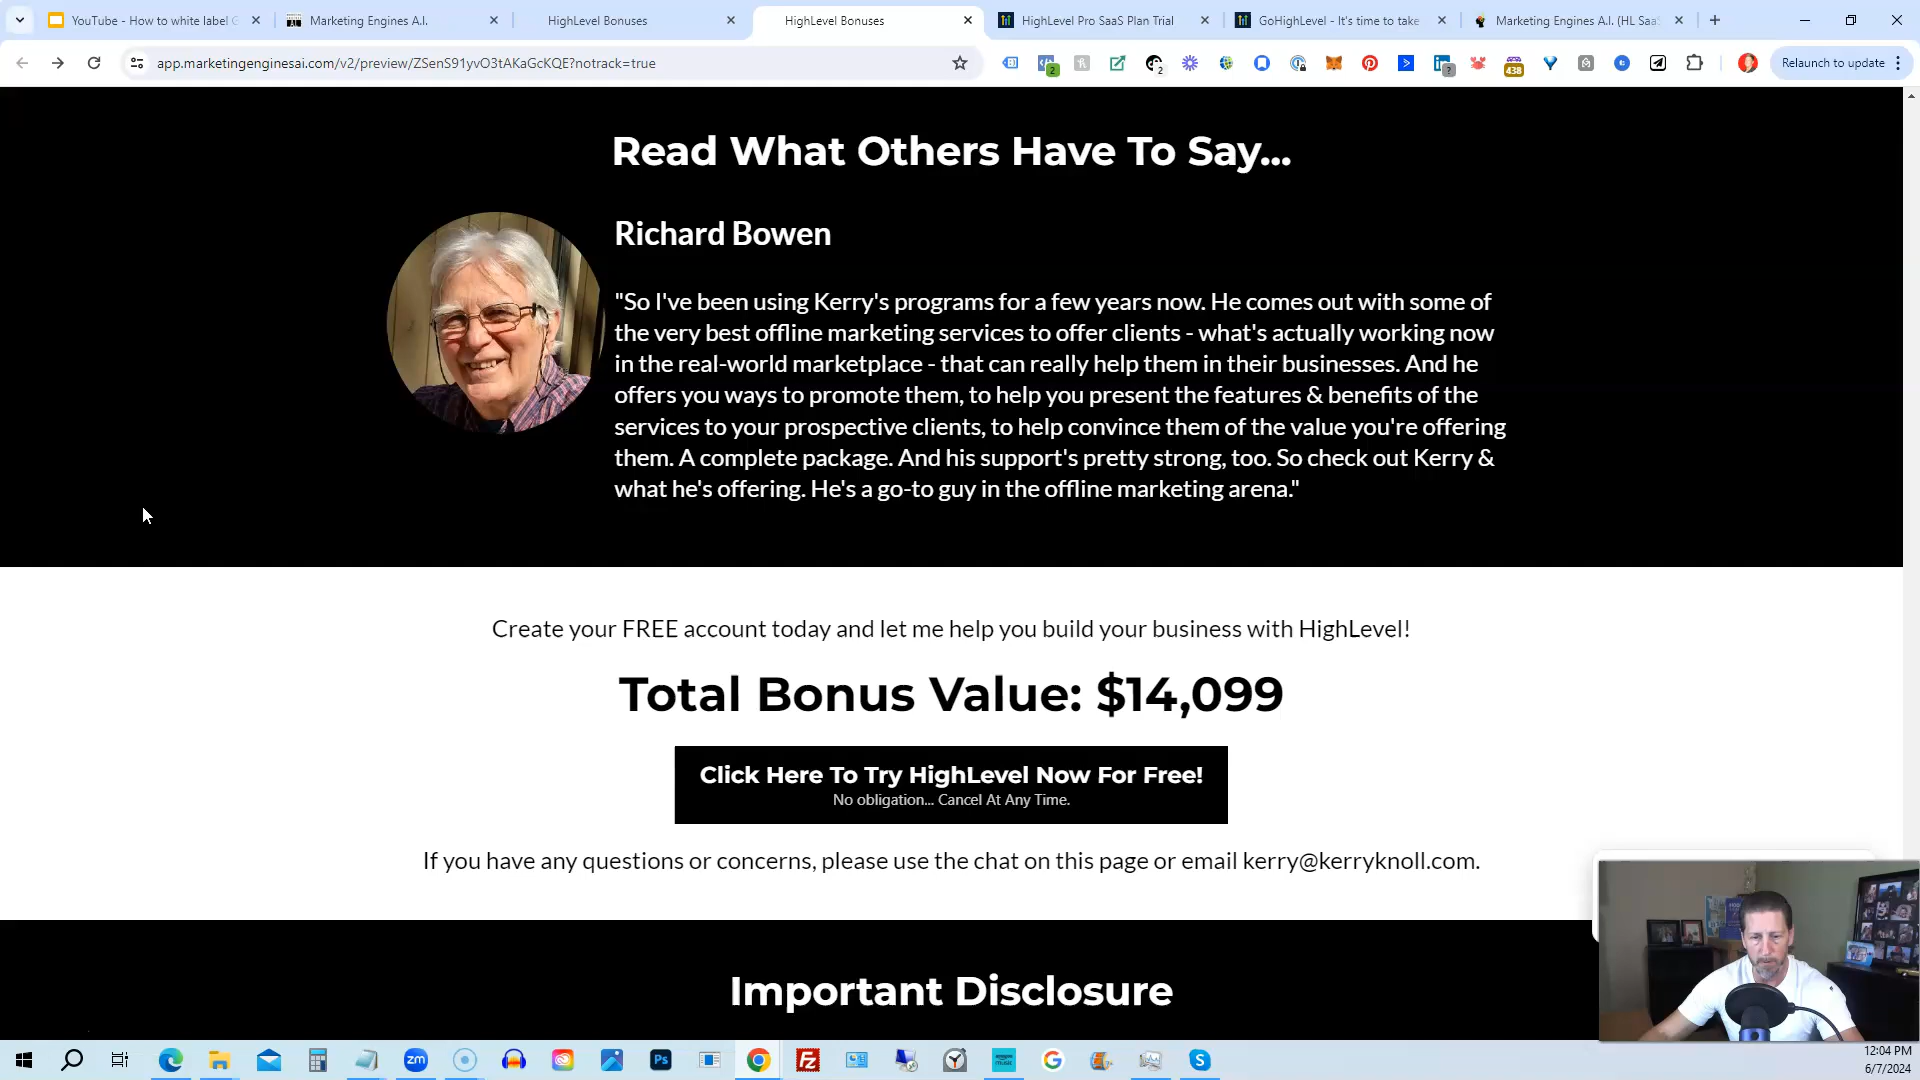 YouTube - How to white label G
Marketing Engines A.I.
HighLevel Bonuses
HighLevel Bonuses
HighLevel Pro SaaS Plan Trial
GoHighLevel - It's time to take
Marketing Engines A.I. (HL SaaS
app.marketingenginesai.com/v2/preview/ZSenS91yvO3tAKaGcKQE?notrack=true
2
2
?
438
Relaunch to update
Read What Others Have To Say...
Richard Bowen
"So I've been using Kerry's programs for a few years now. He comes out with some of
the very best offline marketing services to offer clients - what's actually working now
in the real-world marketplace - that can really help them in their businesses. And he
offers you ways to promote them, to help you present the features & benefits of the
services to your prospective clients, to help convince them of the value you're offering
them. A complete package. And his support's pretty strong, too. So check out Kerry &
what he's offering. He's a go-to guy in the offline marketing arena."
Create your FREE account today and let me help you build your business with HighLevel!
Total Bonus Value: $14,099
Click Here To Try HighLevel Now For Free!
No obligation... Cancel At Any Time.
If you have any questions or concerns, please use the chat on this page or email kerry@kerryknoll.com.
Important Disclosure
zm
Ps
amazon music
12:04 PM
6/7/2024